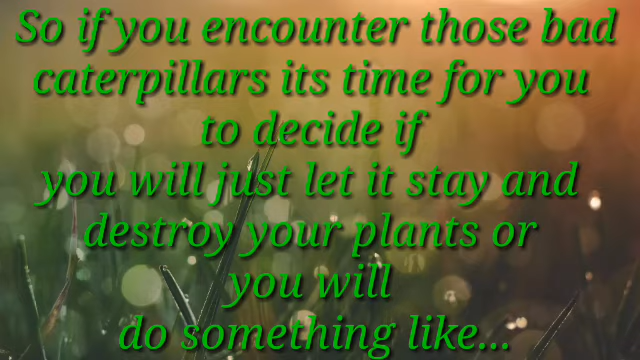 So if you encounter those bad
caterpillars its time for you
to decide if
you will just let it stay and
destroy your plants or
you will
do something like...